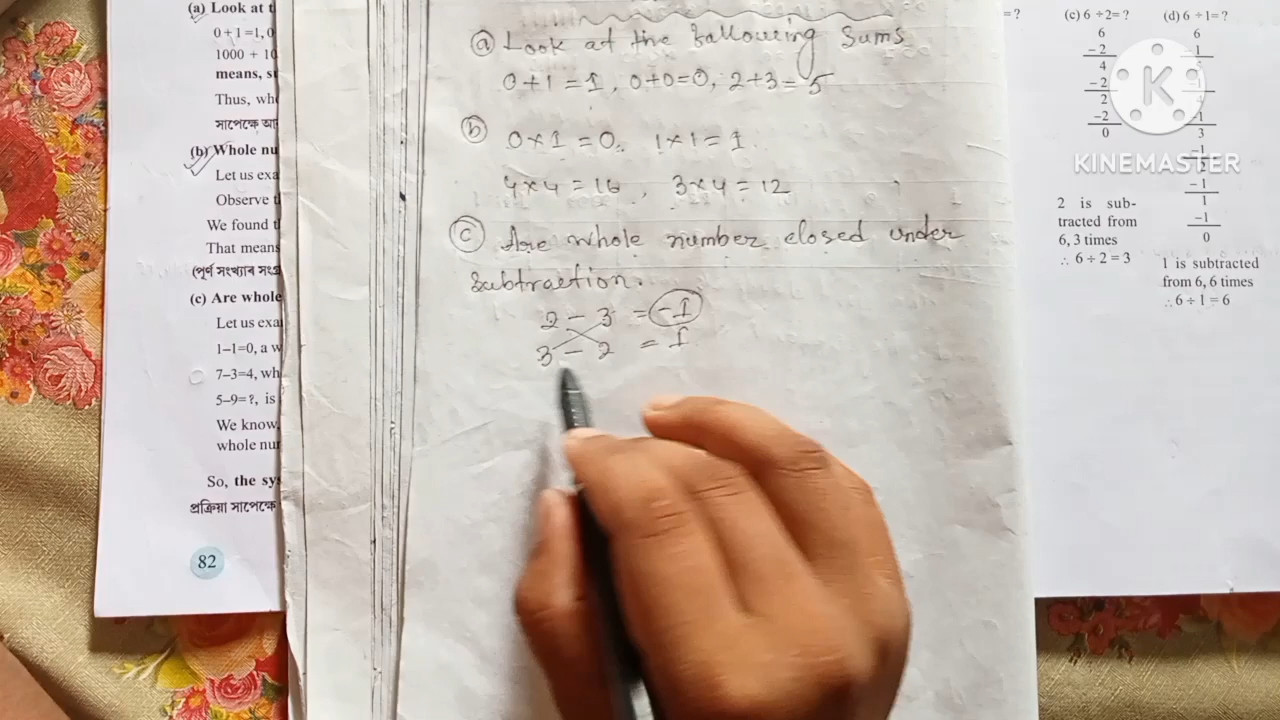 (a) Look at t
0+1=1, 0
1000 + 10
means, s
Thus, wh
সাপেক্ষে আ
(b) Whole nu
Let us exa
Observe t
We found t
That means
(পূৰ্ণ সংখ্যাৰ সংখ
(c) Are whole
Let us exa
1–1=0, a w
7–3=4, wh
5–9=?, is
We know
whole nu
So, the sy
প্ৰক্ৰিয়া সাপেক্ষে
82
(a) Look at the following Sums
0+1=1, 0+0=0, 2+3=5
(b) 0×1=0, 1×1=1
4×4=16, 3×4=12
(c) Are whole number closed under
Subtraction.
2 – 3 = -1
3 – 2 = 1
=?
(c) 6 ÷2= ?
6
–2
4
–2
2
–2
0
2 is sub-
tracted from
6, 3 times
∴ 6 ÷ 2 = 3
(d) 6 ÷1= ?
6
1
–1
3
–1
–1
1
–1
0
1 is subtracted
from 6, 6 times
∴6 ÷ 1 = 6
K
KINEMASTER